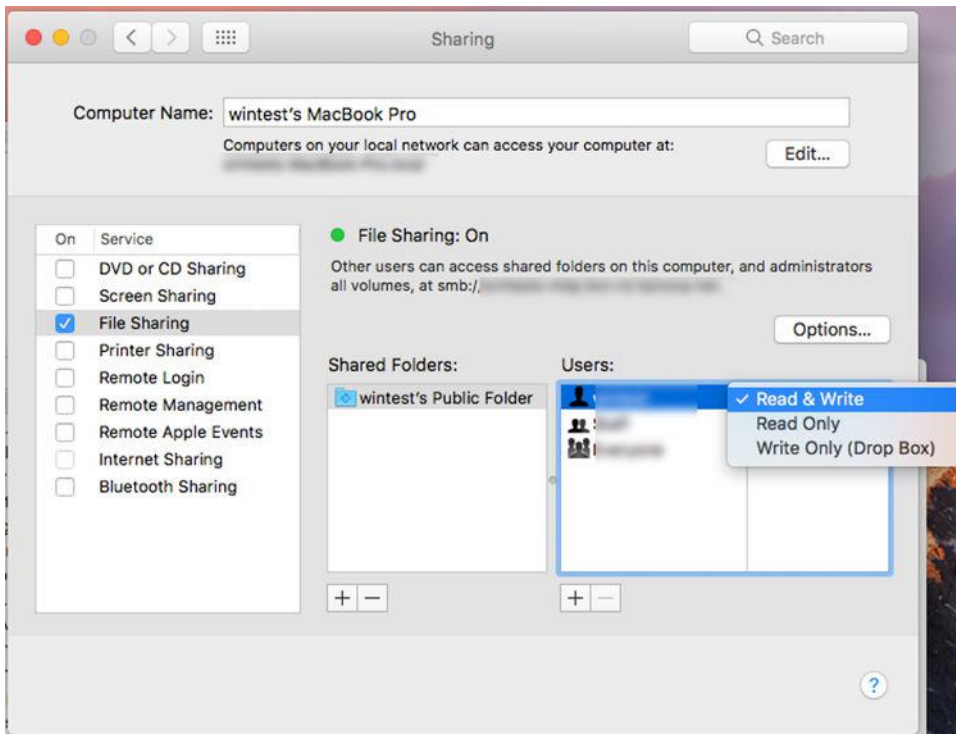 Sharing
Search
Computer Name: wintest's MacBook Pro
Computers on your local network can access your computer at:
Edit...
On Service
DVD or CD Sharing
Screen Sharing
File Sharing
Printer Sharing
Remote Login
Remote Management
Remote Apple Events
Internet Sharing
Bluetooth Sharing
File Sharing: On
Other users can access shared folders on this computer, and administrators
all volumes, at smb:/
Options...
Shared Folders:
wintest's Public Folder
+ −
Users:
✓ Read & Write
Read Only
Write Only (Drop Box)
+ −
?